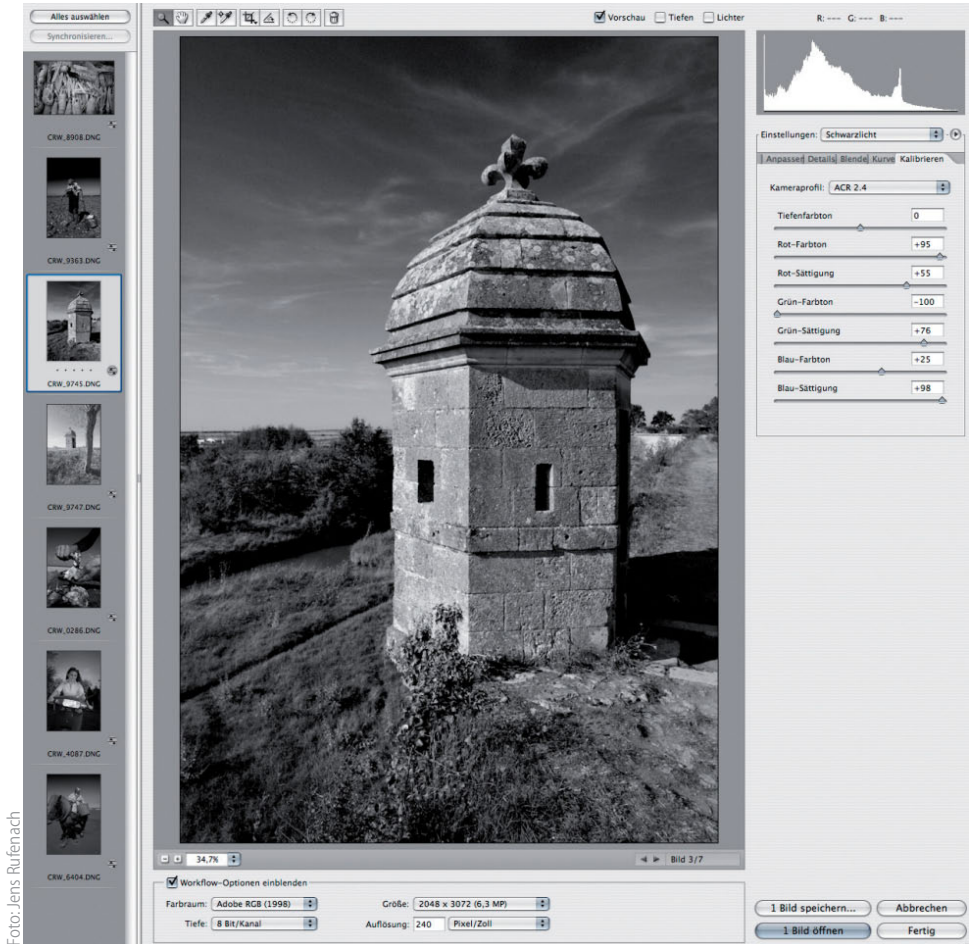 Alles auswählen
Synchronisieren...
CRW_8908.DNG
CRW_9363.DNG
CRW_9745.DNG
CRW_9747.DNG
CRW_0286.DNG
CRW_4087.DNG
CRW_6404.DNG
Foto: Jens Rufenach
Vorschau Tiefen Lichter
R: --- G: --- B: ---
34,7%
Bild 3/7
Workflow-Optionen einblenden
Farbraum: Adobe RGB (1998) Größe: 2048 x 3072 (6,3 MP)
Tiefe: 8 Bit/Kanal Auflösung: 240 Pixel/Zoll
Einstellungen: Schwarzlicht
Anpassen Details Blende Kurve Kalibrieren
Kameraprofil: ACR 2.4
Tiefenfarbton 0
Rot-Farbton +95
Rot-Sättigung +55
Grün-Farbton -100
Grün-Sättigung +76
Blau-Farbton +25
Blau-Sättigung +98
1 Bild speichern... Abbrechen
1 Bild öffnen Fertig